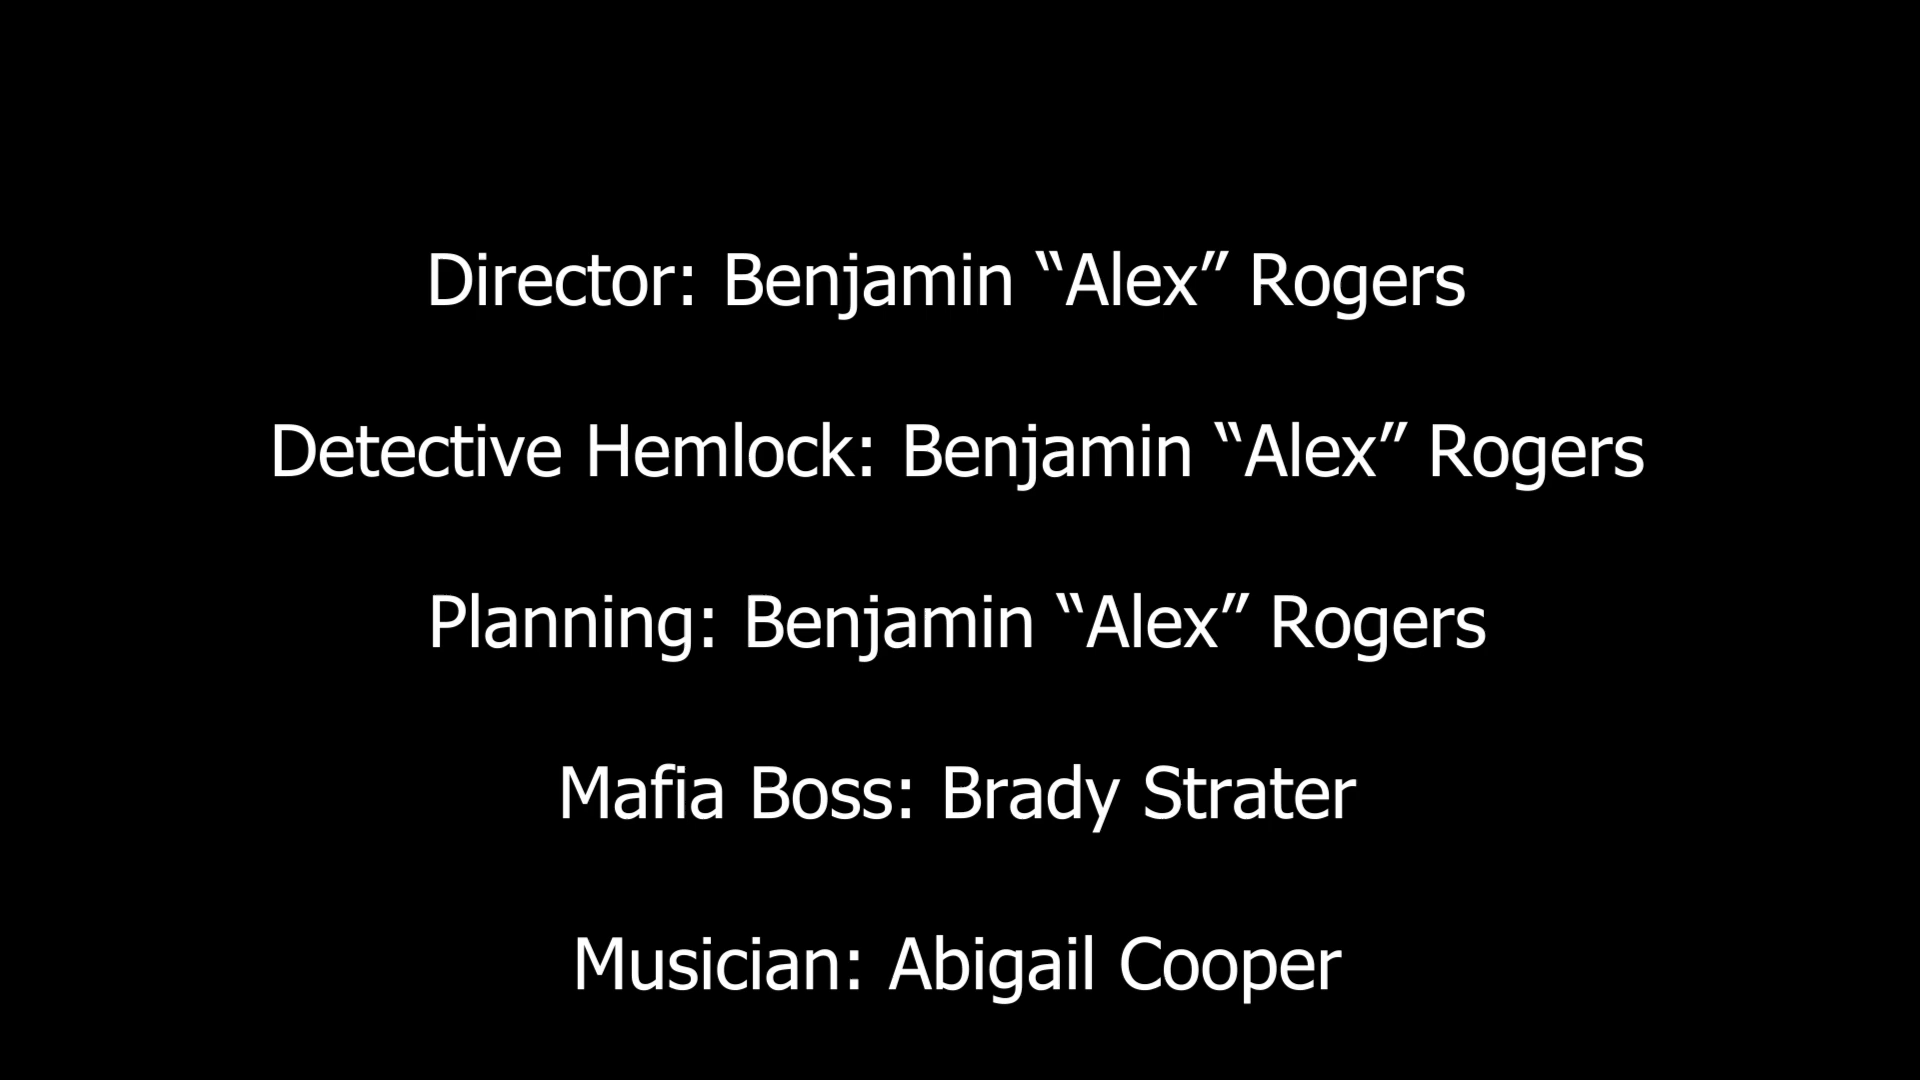 Director: Benjamin “Alex” Rogers
Detective Hemlock: Benjamin “Alex” Rogers
Planning: Benjamin “Alex” Rogers
Mafia Boss: Brady Strater
Musician: Abigail Cooper